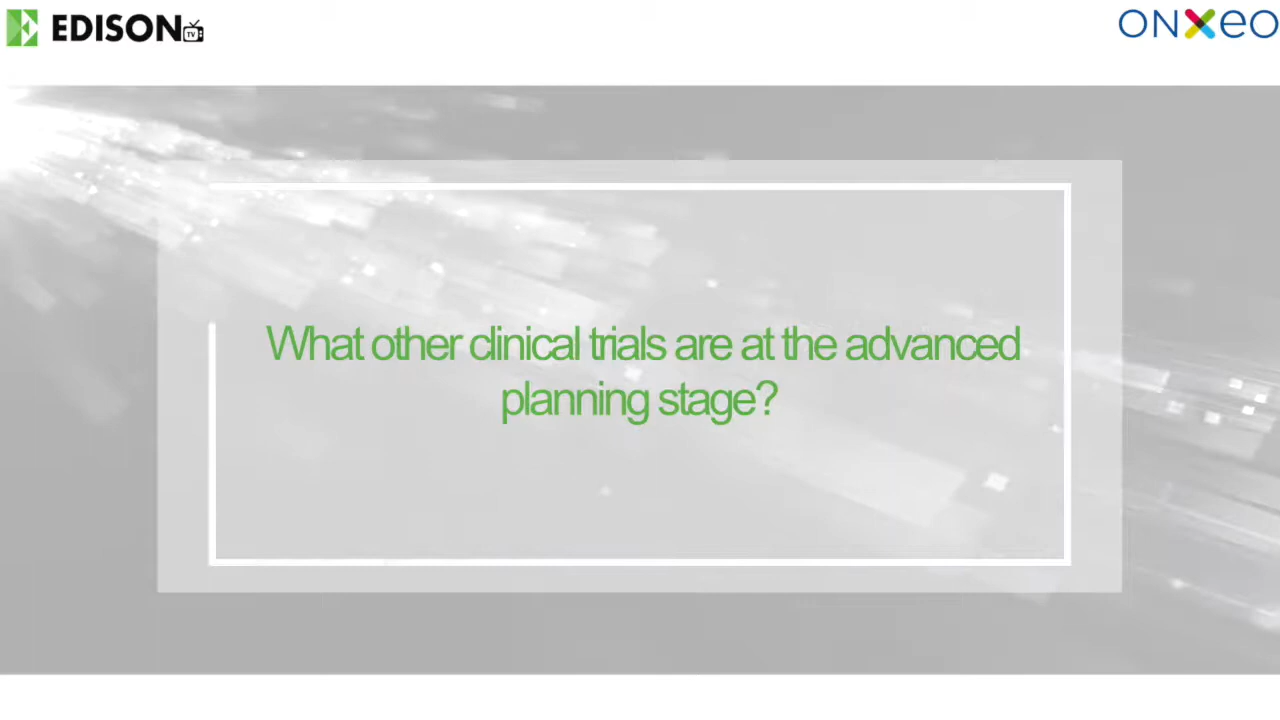 EDISON TV
ONXEO
What other clinical trials are at the advanced
planning stage?